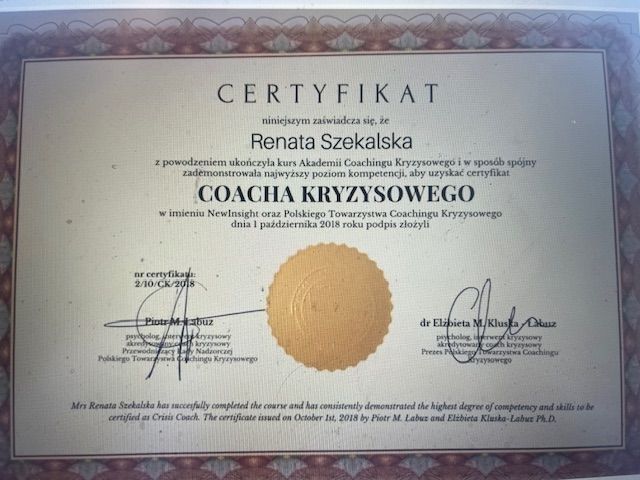 CERTYFIKAT
niniejszym zaświadcza się, że
Renata Szekalska
z powodzeniem ukończyła kurs Akademii Coachingu Kryzysowego i w sposób spójny
zademonstrowała najwyższy poziom kompetencji, aby uzyskać certyfikat
COACHA KRYZYSOWEGO
w imieniu NewInsight oraz Polskiego Towarzystwa Coachingu Kryzysowego
dnia 1 października 2018 roku podpis złożyli
nr certyfikatu:
2/10/CK/2018
Piotr M. Łabuz
psycholog, interwent kryzysowy
akredytowany coach kryzysowy
Przewodniczący Rady Nadzorczej
Polskiego Towarzystwa Coachingu Kryzysowego
dr Elżbieta M. Kluska - Łabuz
psycholog, interwent kryzysowy
akredytowany coach kryzysowy
Prezes Polskiego Towarzystwa Coachingu
Kryzysowego
Mrs Renata Szekalska has succesfully completed the course and has consistently demonstrated the highest degree of competency and skills to be
certified as Crisis Coach. The certificate issued on October 1st, 2018 by Piotr M. Łabuz and Elżbieta Kluska-Łabuz Ph.D.